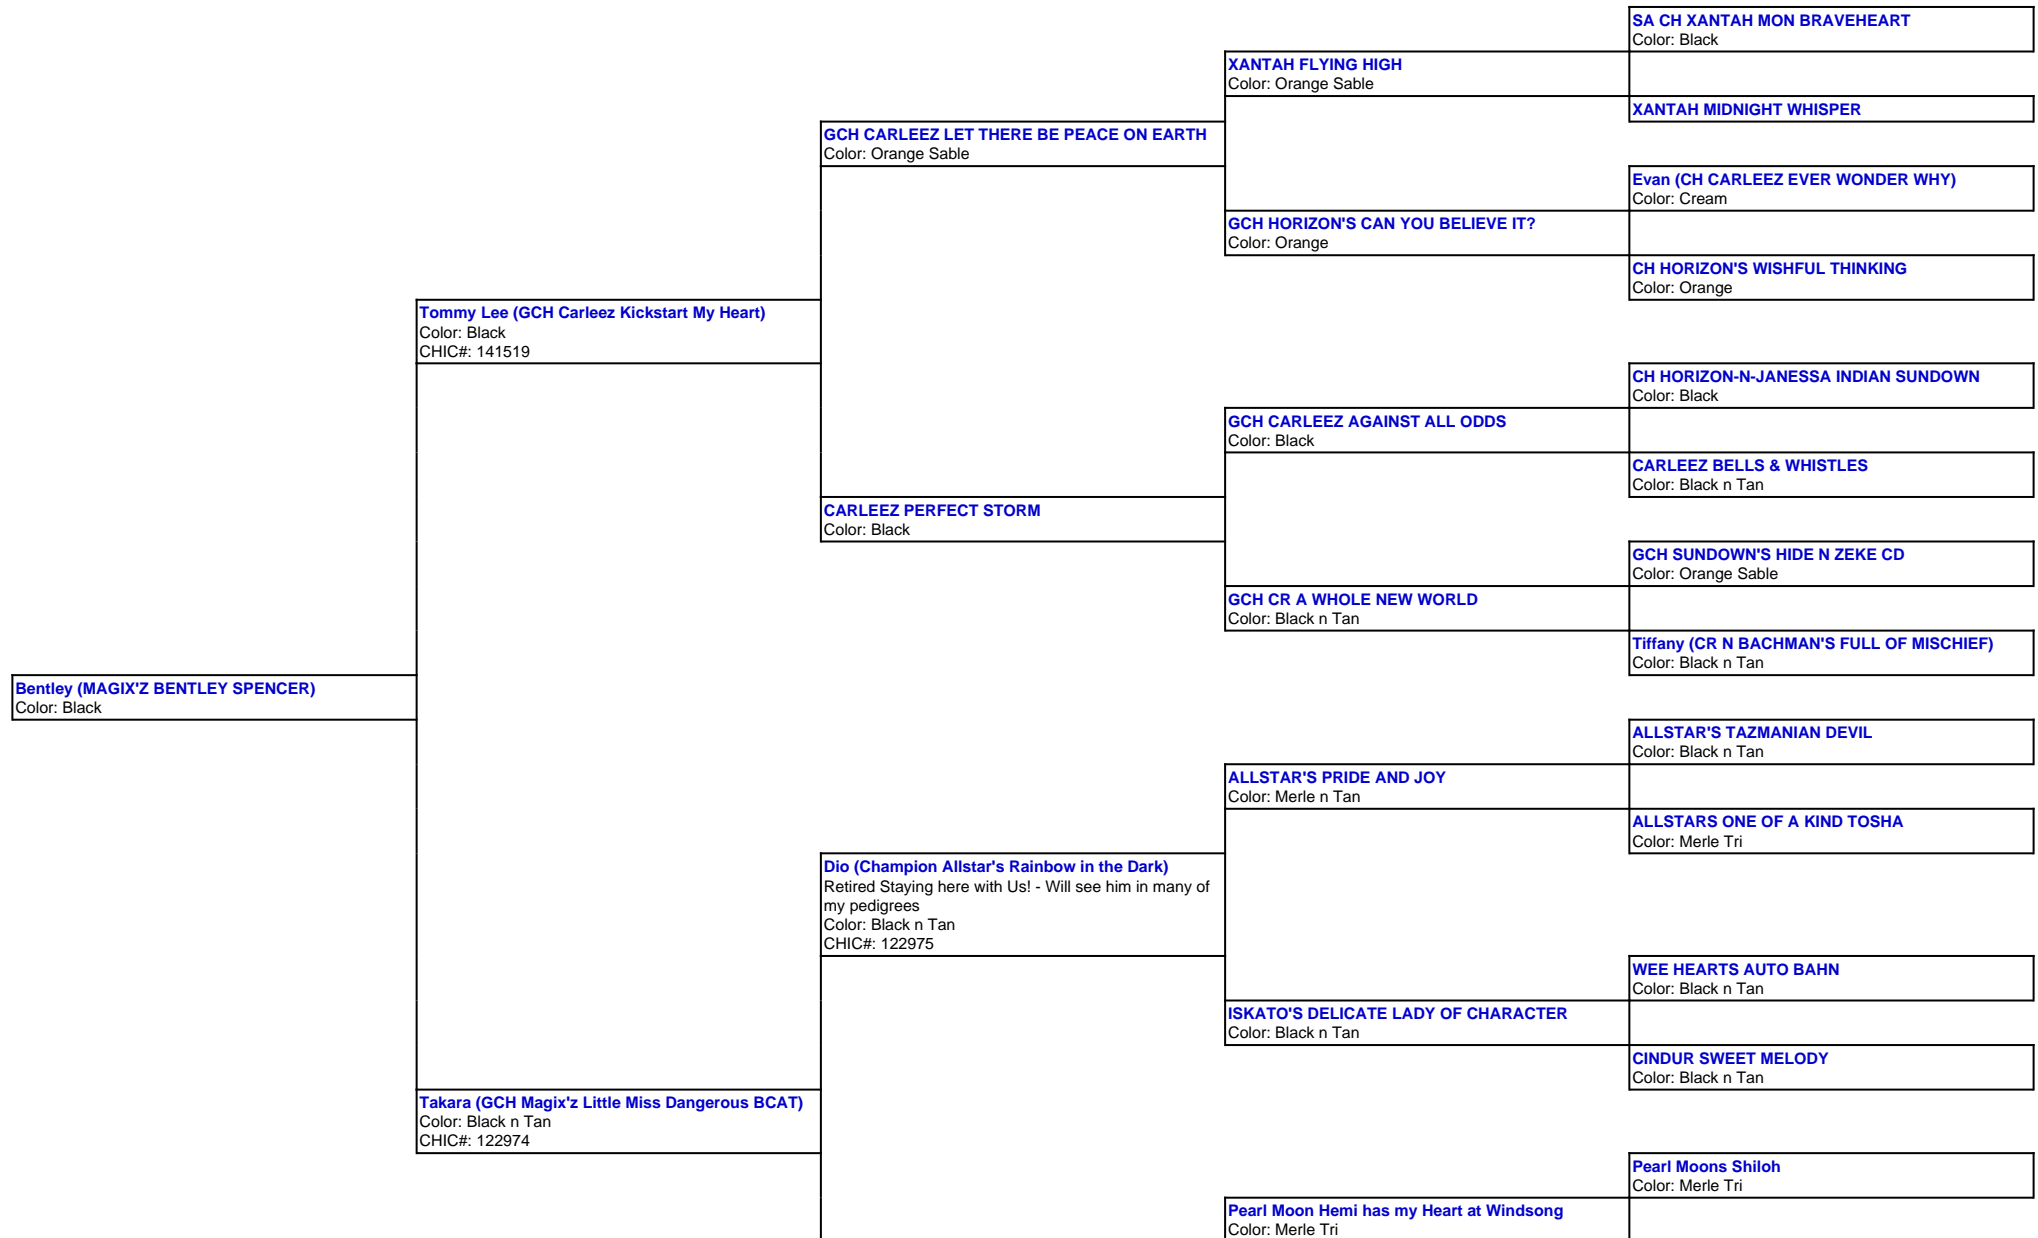 SA CH XANTAH MON BRAVEHEART
Color: Black
XANTAH FLYING HIGH
Color: Orange Sable
XANTAH MIDNIGHT WHISPER
GCH CARLEEZ LET THERE BE PEACE ON EARTH
Color: Orange Sable
Evan (CH CARLEEZ EVER WONDER WHY)
Color: Cream
GCH HORIZON'S CAN YOU BELIEVE IT?
Color: Orange
CH HORIZON'S WISHFUL THINKING
Color: Orange
Tommy Lee (GCH Carleez Kickstart My Heart)
Color: Black
CHIC#: 141519
CH HORIZON-N-JANESSA INDIAN SUNDOWN
Color: Black
GCH CARLEEZ AGAINST ALL ODDS
Color: Black
CARLEEZ BELLS & WHISTLES
Color: Black n Tan
CARLEEZ PERFECT STORM
Color: Black
GCH SUNDOWN'S HIDE N ZEKE CD
Color: Orange Sable
GCH CR A WHOLE NEW WORLD
Color: Black n Tan
Tiffany (CR N BACHMAN'S FULL OF MISCHIEF)
Color: Black n Tan
Bentley (MAGIX'Z BENTLEY SPENCER)
Color: Black
ALLSTAR'S TAZMANIAN DEVIL
Color: Black n Tan
ALLSTAR'S PRIDE AND JOY
Color: Merle n Tan
ALLSTARS ONE OF A KIND TOSHA
Color: Merle Tri
Dio (Champion Allstar's Rainbow in the Dark)
Retired Staying here with Us! - Will see him in many of
my pedigrees
Color: Black n Tan
CHIC#: 122975
WEE HEARTS AUTO BAHN
Color: Black n Tan
ISKATO'S DELICATE LADY OF CHARACTER
Color: Black n Tan
CINDUR SWEET MELODY
Color: Black n Tan
Takara (GCH Magix'z Little Miss Dangerous BCAT)
Color: Black n Tan
CHIC#: 122974
Pearl Moons Shiloh
Color: Merle Tri
Pearl Moon Hemi has my Heart at Windsong
Color: Merle Tri